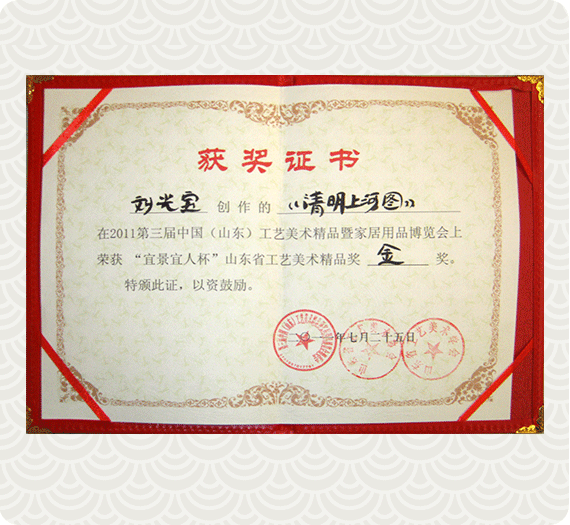 获奖证书
刘光宝 创作的 《清明上河图》
在2011第三届中国（山东）工艺美术精品暨家居用品博览会上
荣获 “宜景宜人杯”山东省工艺美术精品奖 金 奖。
特颁此证，以资鼓励。
年七月二十五日